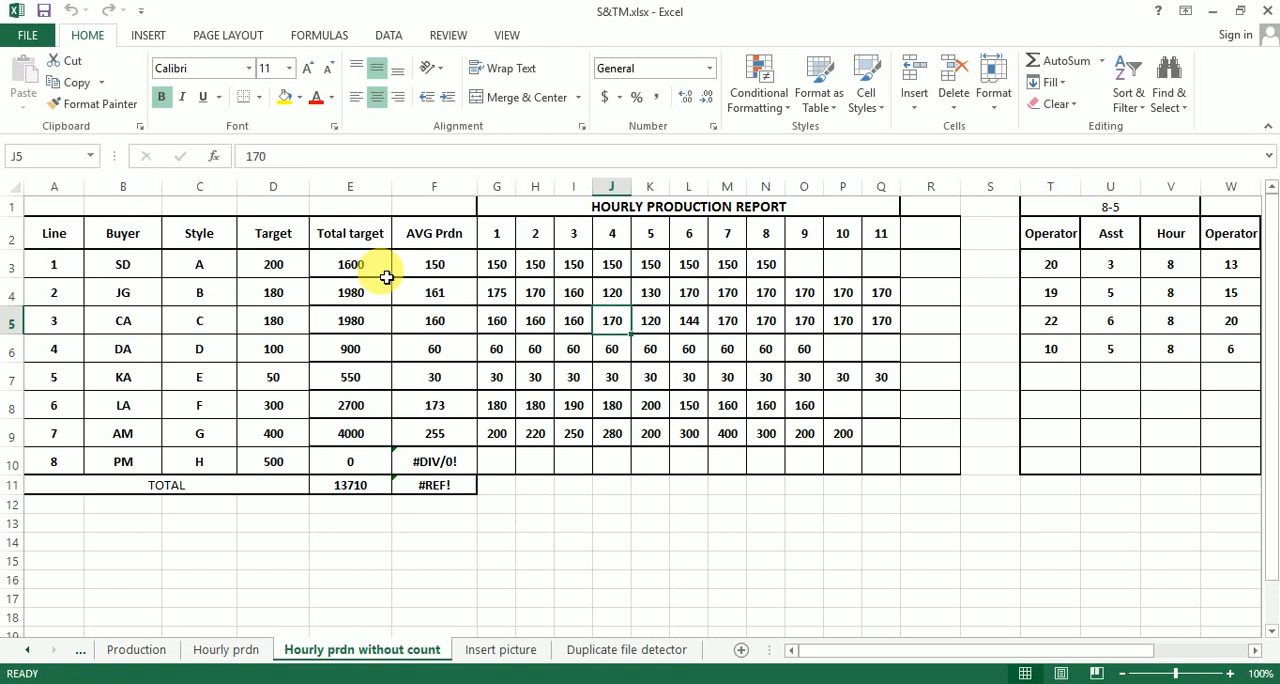 S&TM.xlsx - Excel
Sign in
FILE HOME INSERT PAGE LAYOUT FORMULAS DATA REVIEW VIEW
Paste
Cut
Copy
Format Painter
Clipboard
Calibri 11
B I U
Font
Wrap Text
Merge & Center
Alignment
General
$ % ,
Number
Conditional Formatting
Format as Table
Cell Styles
Styles
Insert Delete Format
Cells
AutoSum
Fill
Clear
Sort & Filter
Find & Select
Editing
J5 fx 170
A B C D E F G H I J K L M N O P Q R S T U V W
1 HOURLY PRODUCTION REPORT 8-5
2 Line Buyer Style Target Total target AVG Prdn 1 2 3 4 5 6 7 8 9 10 11 Operator Asst Hour Operator
3 1 SD A 200 1600 150 150 150 150 150 150 150 150 150 20 3 8 13
4 2 JG B 180 1980 161 175 170 160 120 130 170 170 170 170 170 170 19 5 8 15
5 3 CA C 180 1980 160 160 160 160 170 120 144 170 170 170 170 170 22 6 8 20
6 4 DA D 100 900 60 60 60 60 60 60 60 60 60 60 10 5 8 6
7 5 KA E 50 550 30 30 30 30 30 30 30 30 30 30 30 30
8 6 LA F 300 2700 173 180 180 190 180 200 150 160 160 160
9 7 AM G 400 4000 255 200 220 250 280 200 300 400 300 200 200
10 8 PM H 500 0 #DIV/0!
11 TOTAL 13710 #REF!
12
13
14
15
16
17
18
19
... Production Hourly prdn Hourly prdn without count Insert picture Duplicate file detector
READY 100%